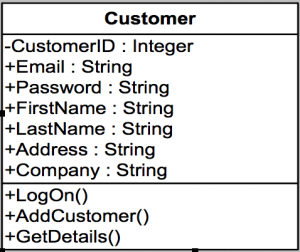 Customer
-CustomerID : Integer
+Email : String
+Password : String
+FirstName : String
+LastName : String
+Address : String
+Company : String
+LogOn()
+AddCustomer()
+GetDetails()